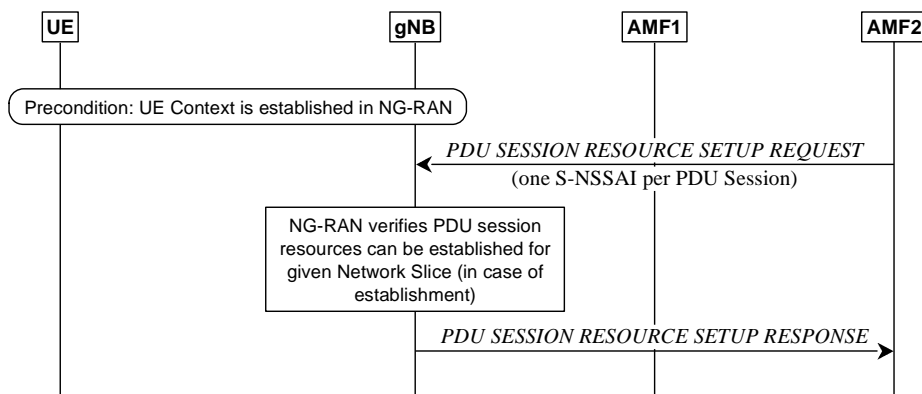 UE
gNB
AMF1
AMF2
Precondition: UE Context is established in NG-RAN
PDU SESSION RESOURCE SETUP REQUEST
(one S-NSSAI per PDU Session)
NG-RAN verifies PDU session
resources can be established for
given Network Slice (in case of
establishment)
PDU SESSION RESOURCE SETUP RESPONSE